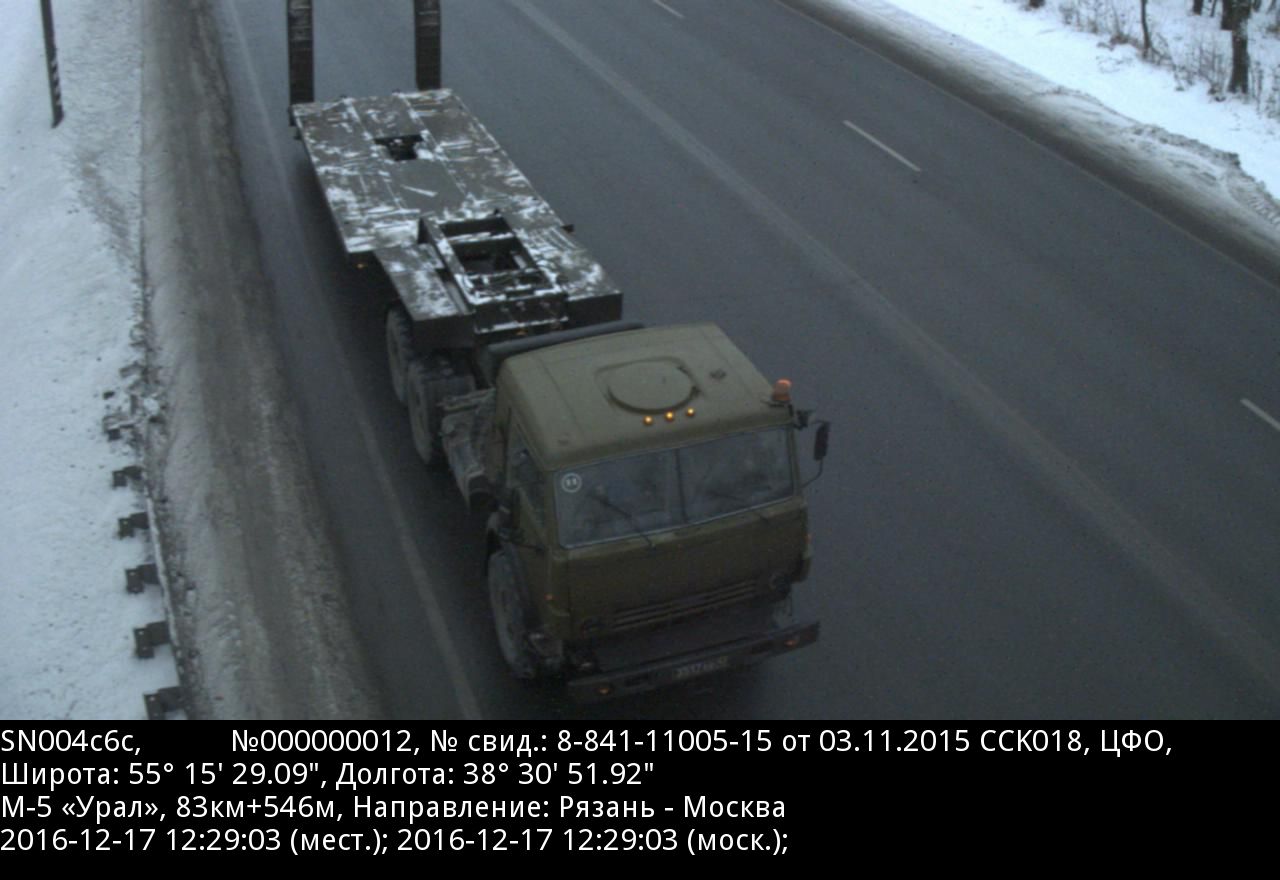 SN004c6c, №000000012, № свид.: 8-841-11005-15 от 03.11.2015 ССК018, ЦФО,
Широта: 55° 15' 29.09", Долгота: 38° 30' 51.92"
М-5 «Урал», 83км+546м, Направление: Рязань - Москва
2016-12-17 12:29:03 (мест.); 2016-12-17 12:29:03 (моск.);